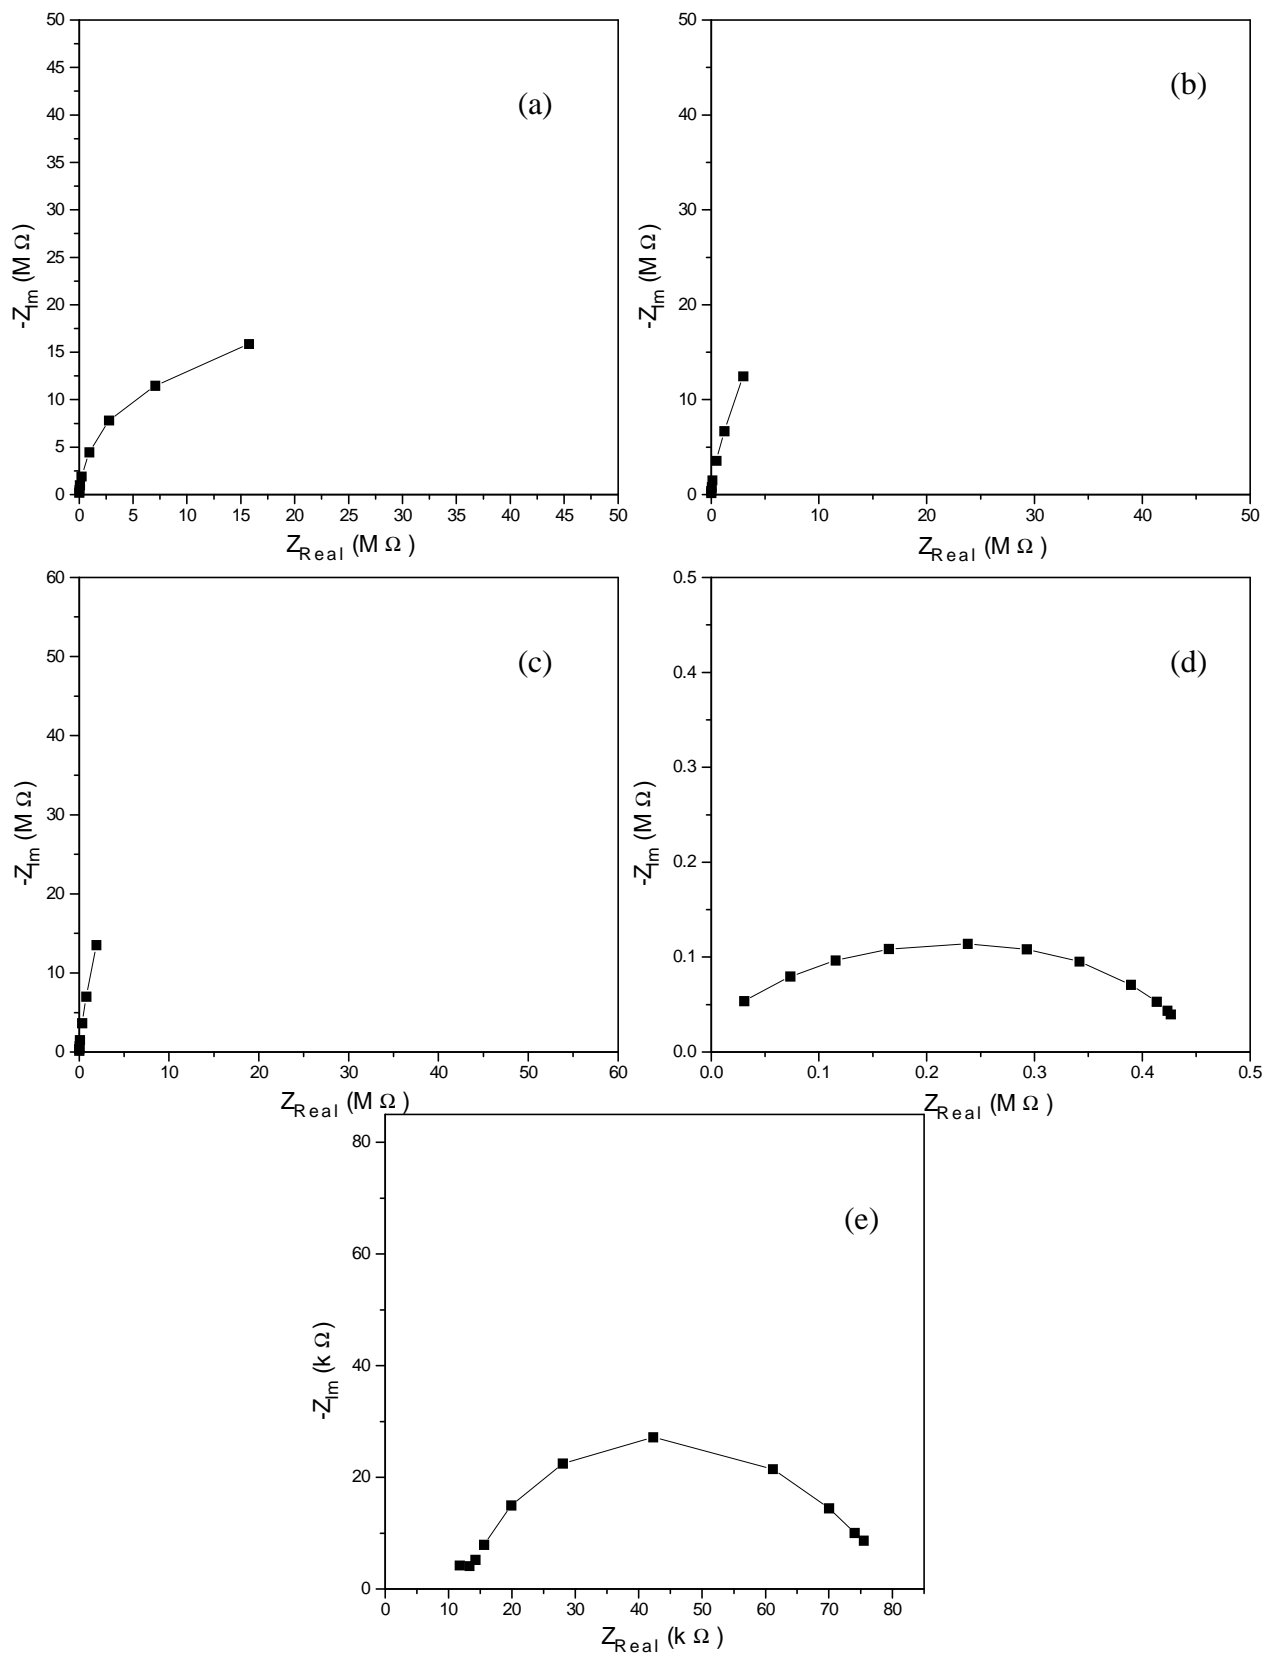 (a)
50
45
40
35
30
25
20
15
10
5
0
-Z_Im (M Ω)
0 5 10 15 20 25 30 35 40 45 50
Z_Real (M Ω)
(b)
50
40
30
20
10
0
-Z_Im (M Ω)
0 10 20 30 40 50
Z_Real (M Ω)
(c)
60
50
40
30
20
10
0
-Z_Im (M Ω)
0 10 20 30 40 50 60
Z_Real (M Ω)
(d)
0.5
0.4
0.3
0.2
0.1
0.0
-Z_Im (M Ω)
0.0 0.1 0.2 0.3 0.4 0.5
Z_Real (M Ω)
(e)
80
60
40
20
0
-Z_Im (k Ω)
0 10 20 30 40 50 60 70 80
Z_Real (k Ω)